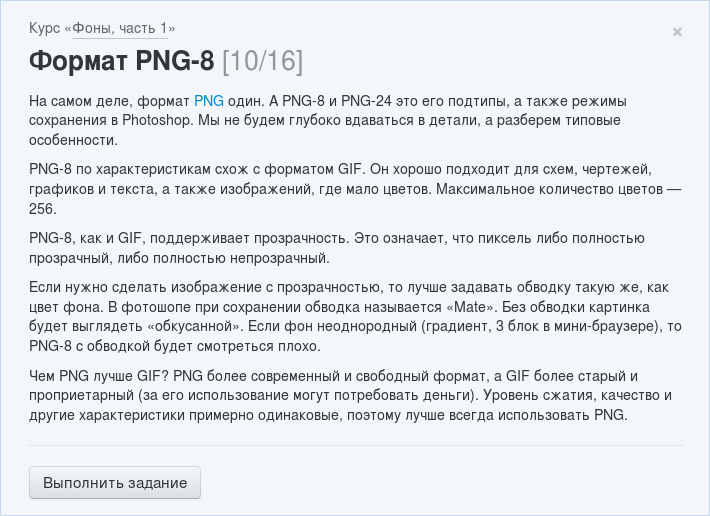 Курс «Фоны, часть 1»
×
Формат PNG-8 [10/16]
На самом деле, формат PNG один. А PNG-8 и PNG-24 это его подтипы, а также режимы
сохранения в Photoshop. Мы не будем глубоко вдаваться в детали, а разберем типовые
особенности.
PNG-8 по характеристикам схож с форматом GIF. Он хорошо подходит для схем, чертежей,
графиков и текста, а также изображений, где мало цветов. Максимальное количество цветов —
256.
PNG-8, как и GIF, поддерживает прозрачность. Это означает, что пиксель либо полностью
прозрачный, либо полностью непрозрачный.
Если нужно сделать изображение с прозрачностью, то лучше задавать обводку такую же, как
цвет фона. В фотошопе при сохранении обводка называется «Mate». Без обводки картинка
будет выглядеть «обкусанной». Если фон неоднородный (градиент, 3 блок в мини-браузере), то
PNG-8 с обводкой будет смотреться плохо.
Чем PNG лучше GIF? PNG более современный и свободный формат, а GIF более старый и
проприетарный (за его использование могут потребовать деньги). Уровень сжатия, качество и
другие характеристики примерно одинаковые, поэтому лучше всегда использовать PNG.
Выполнить задание